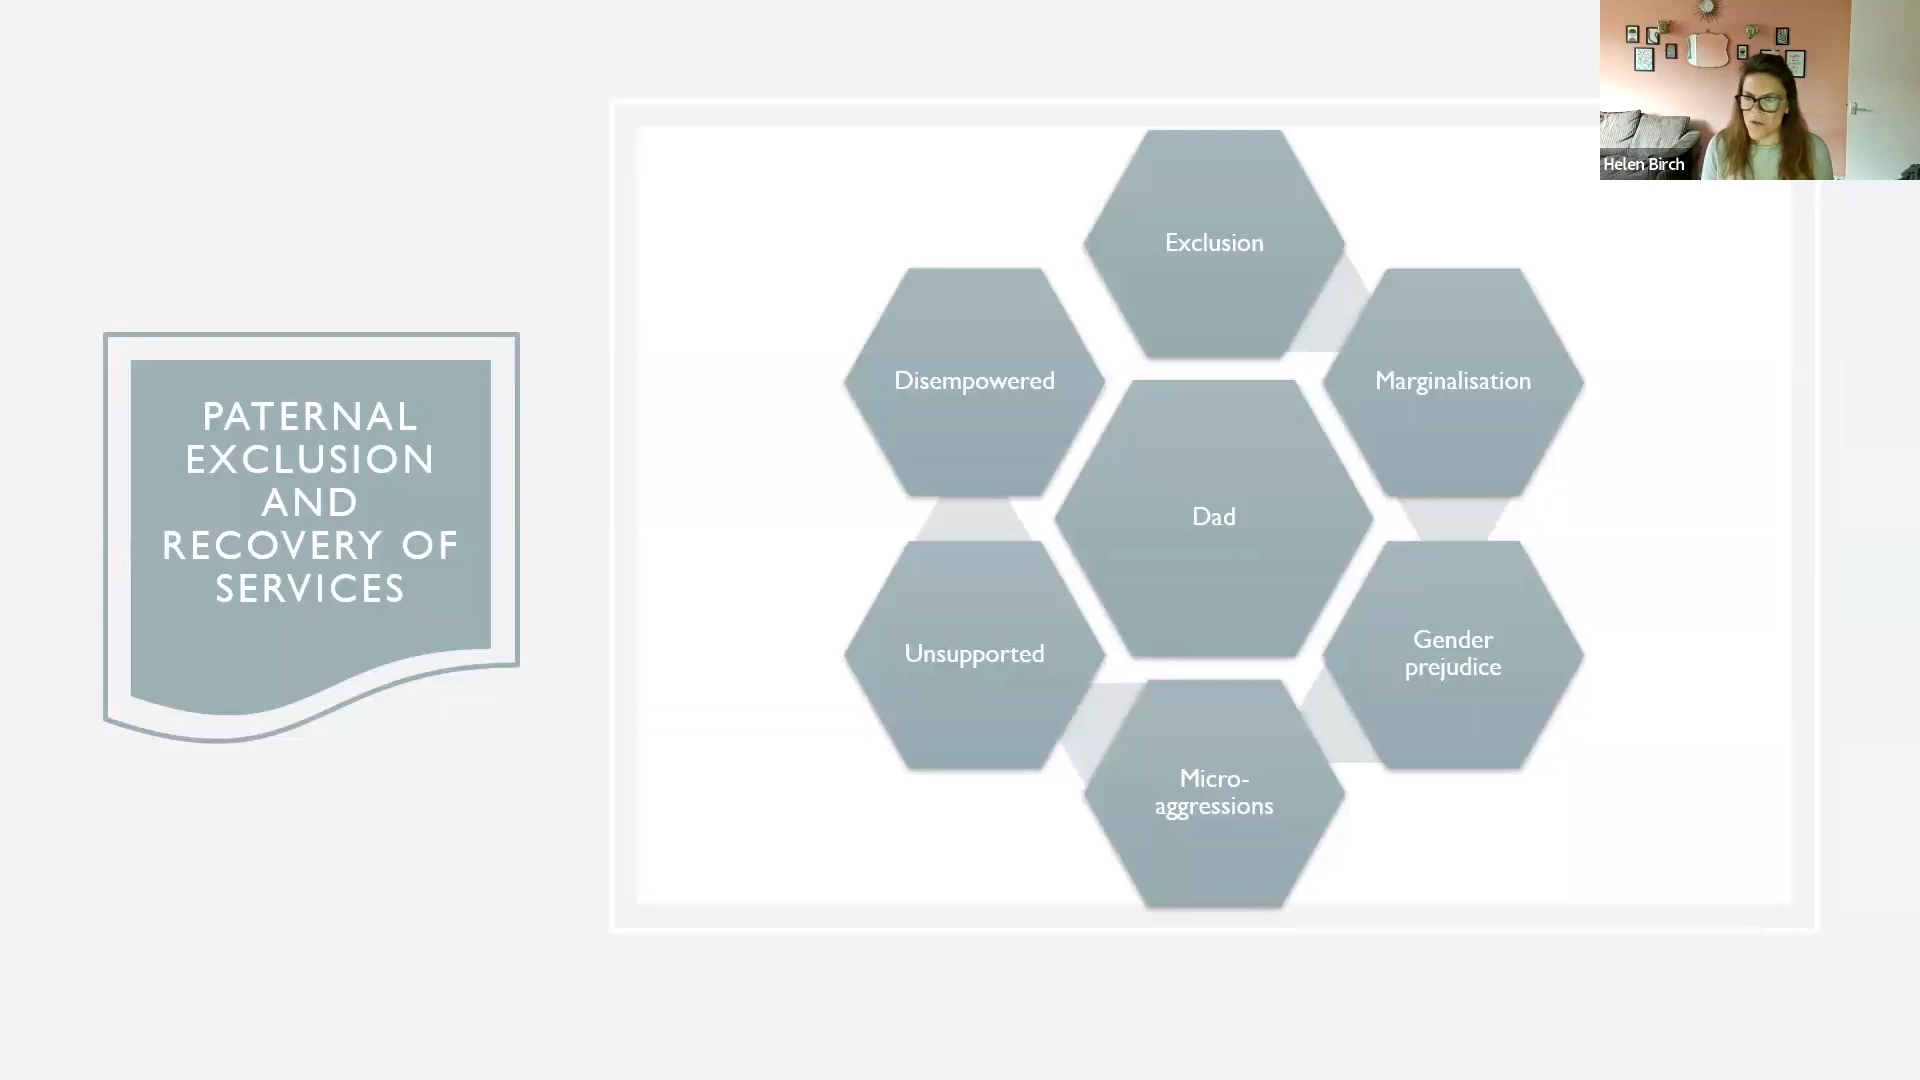 PATERNAL
EXCLUSION
AND
RECOVERY OF
SERVICES
Exclusion
Disempowered
Marginalisation
Dad
Unsupported
Gender
prejudice
Micro-
aggressions
Helen Birch